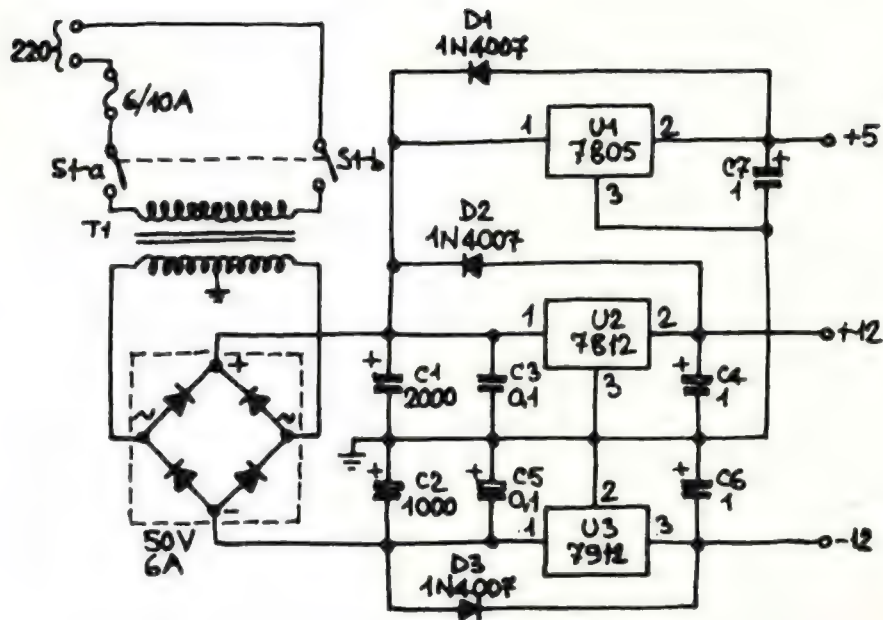 220
6/10A
St-a
St-b
T1
50V
6A
D1
1N4007
1
U1
7805
2
3
+5
C7
+
1
D2
1N4007
1
U2
7812
2
3
+12
+
C1
2000
C3
0,1
+
C4
1
+
C2
1000
+
C5
0,1
+
C6
1
2
1
U3
7912
3
-12
D3
1N4007
+
~
~
-